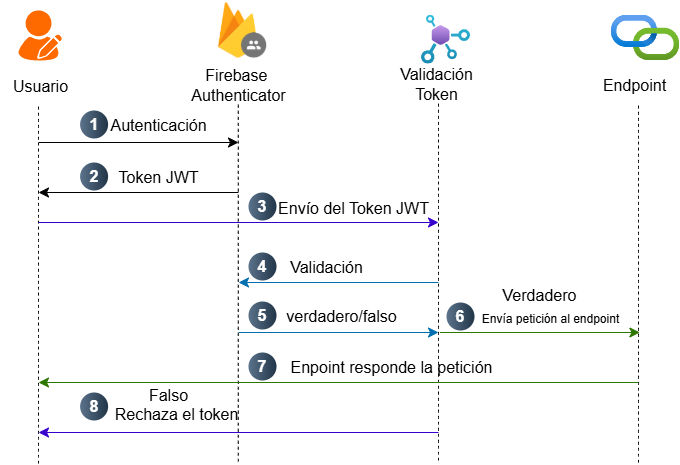 Usuario
Firebase
Authenticator
Validación
Token
Endpoint
1 Autenticación
2 Token JWT
3 Envío del Token JWT
4 Validación
5 verdadero/falso
Verdadero
6 Envía petición al endpoint
7 Enpoint responde la petición
Falso
8 Rechaza el token